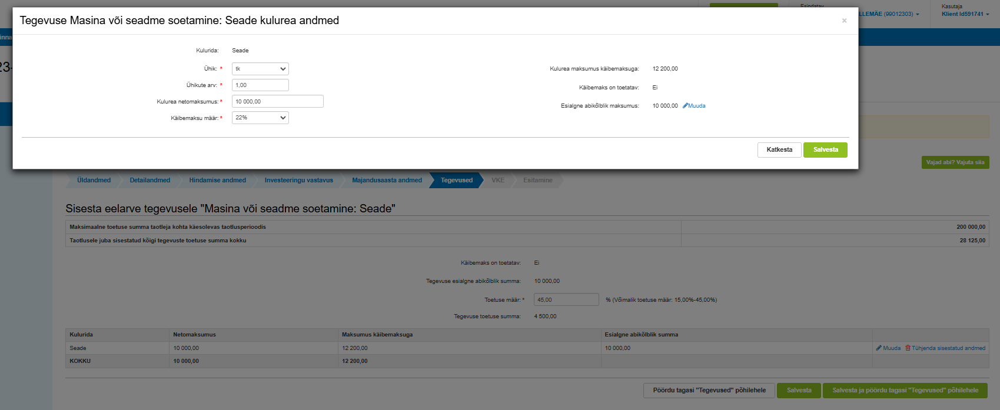 Tegevuse Masina või seadme soetamine: Seade kulurea andmed
×
Esindatav
LLEMÄE (99012303)
Kasutaja
Klient Id591741
inna
23-
Kulurida: Seade
Ühik: * tk
Ühikute arv: * 1,00
Kulurea netomaksumus: * 10 000,00
Käibemaksu määr: * 22%
Kulurea maksumus käibemaksuga: 12 200,00
Käibemaks on toetatav: Ei
Esialgne abikõlblik maksumus: 10 000,00 Muuda
Katkesta Salvesta
Vajad abi? Vajuta siia
Üldandmed Detailandmed Hindamise andmed Investeeringu vastavus Majandusaasta andmed Tegevused VKE Esitamine
Sisesta eelarve tegevusele "Masina või seadme soetamine: Seade"
Maksimaalne toetuse summa taotleja kohta käesolevas taotlusperioodis 200 000,00
Taotlusele juba sisestatud kõigi tegevuste toetuse summa kokku 28 125,00
Käibemaks on toetatav: Ei
Tegevuse esialgne abikõlblik summa: 10 000,00
Toetuse määr: * 45,00 % (Võimalik toetuse määr: 15,00%-45,00%)
Tegevuse toetuse summa: 4 500,00
Kulurida Netomaksumus Maksumus käibemaksuga Esialgne abikõlblik summa
Seade 10 000,00 12 200,00 10 000,00 Muuda Tühjenda sisestatud andmed
KOKKU 10 000,00 12 200,00
Pöördu tagasi "Tegevused" põhilehele Salvesta Salvesta ja pöördu tagasi "Tegevused" põhilehele